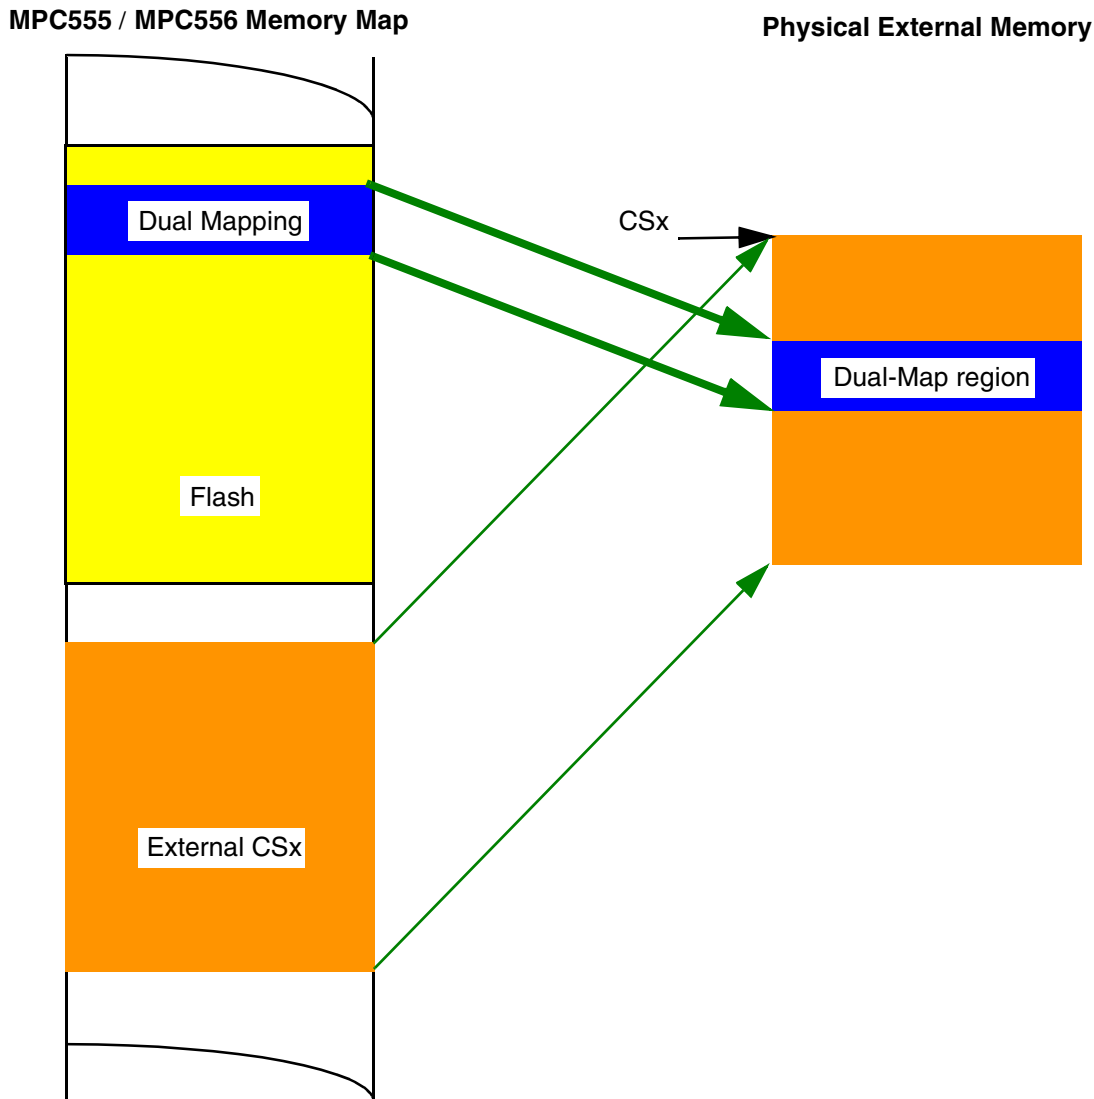 MPC555 / MPC556 Memory Map
Physical External Memory
Dual Mapping
CSx
Dual-Map region
Flash
External CSx